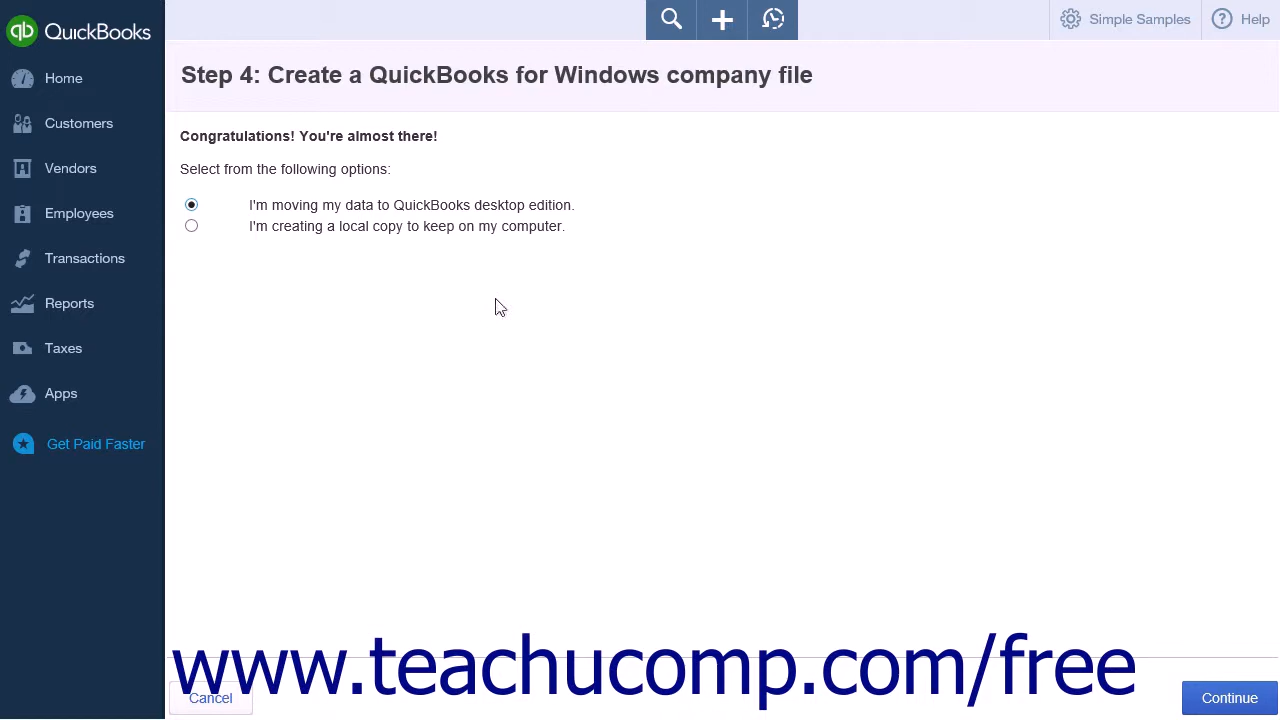 QuickBooks
Simple Samples
Help
Home
Customers
Vendors
Employees
Transactions
Reports
Taxes
Apps
Get Paid Faster
Step 4: Create a QuickBooks for Windows company file
Congratulations! You're almost there!
Select from the following options:
I'm moving my data to QuickBooks desktop edition.
I'm creating a local copy to keep on my computer.
www.teachucomp.com/free
Cancel
Continue